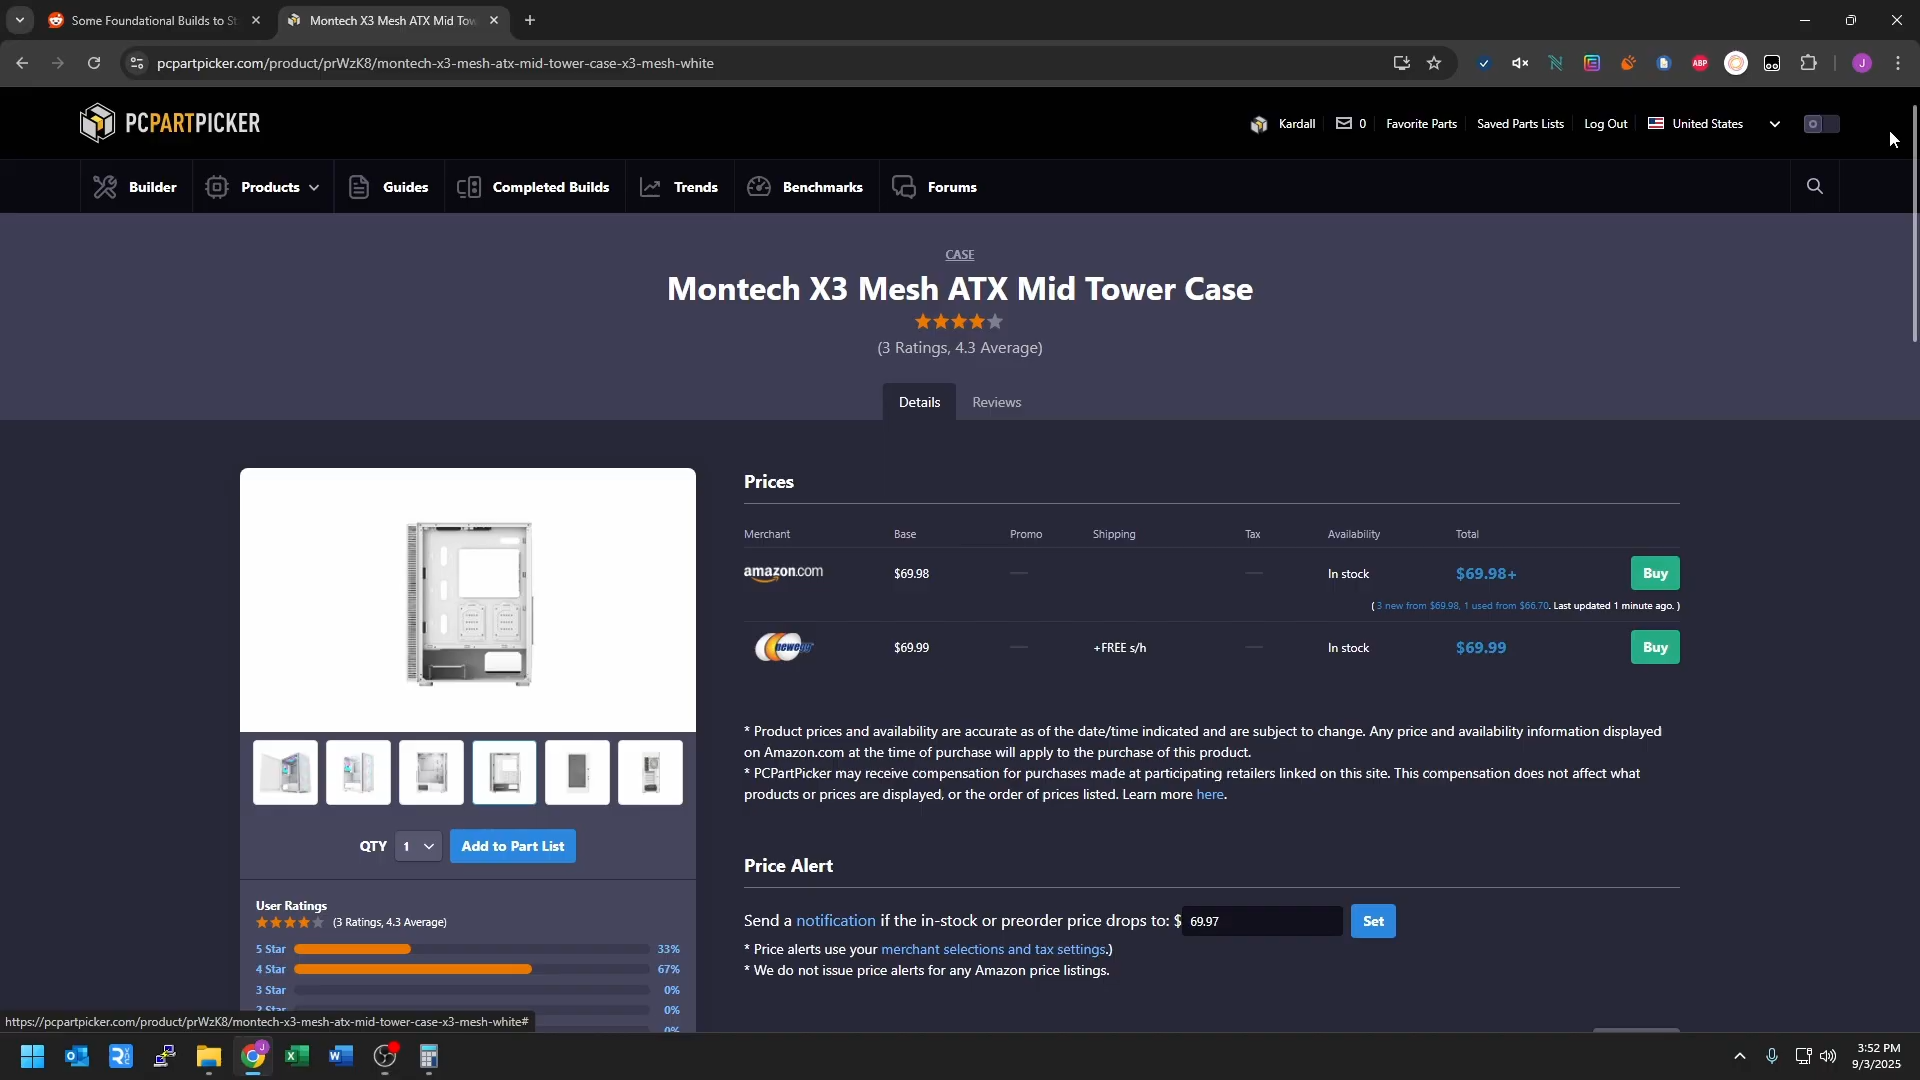 Some Foundational Builds to St
Montech X3 Mesh ATX Mid Tow
pcpartpicker.com/product/prWzK8/montech-x3-mesh-atx-mid-tower-case-x3-mesh-white
ABP
J
PCPARTPICKER
Kardall
0
Favorite Parts
Saved Parts Lists
Log Out
United States
Builder
Products
Guides
Completed Builds
Trends
Benchmarks
Forums
CASE
Montech X3 Mesh ATX Mid Tower Case
(3 Ratings, 4.3 Average)
Details
Reviews
Prices
Merchant Base Promo Shipping Tax Availability Total
amazon.com $69.98 — — In stock $69.98+ Buy
( 3 new from $69.98, 1 used from $66.70. Last updated 1 minute ago. )
newegg $69.99 — +FREE s/h — In stock $69.99 Buy
* Product prices and availability are accurate as of the date/time indicated and are subject to change. Any price and availability information displayed
on Amazon.com at the time of purchase will apply to the purchase of this product.
* PCPartPicker may receive compensation for purchases made at participating retailers linked on this site. This compensation does not affect what
products or prices are displayed, or the order of prices listed. Learn more here.
QTY 1 Add to Part List
Price Alert
Send a notification if the in-stock or preorder price drops to: $ 69.97 Set
* Price alerts use your merchant selections and tax settings.)
* We do not issue price alerts for any Amazon price listings.
User Ratings
(3 Ratings, 4.3 Average)
5 Star 33%
4 Star 67%
3 Star 0%
2 Star 0%
0%
https://pcpartpicker.com/product/prWzK8/montech-x3-mesh-atx-mid-tower-case-x3-mesh-white#
3:52 PM
9/3/2025